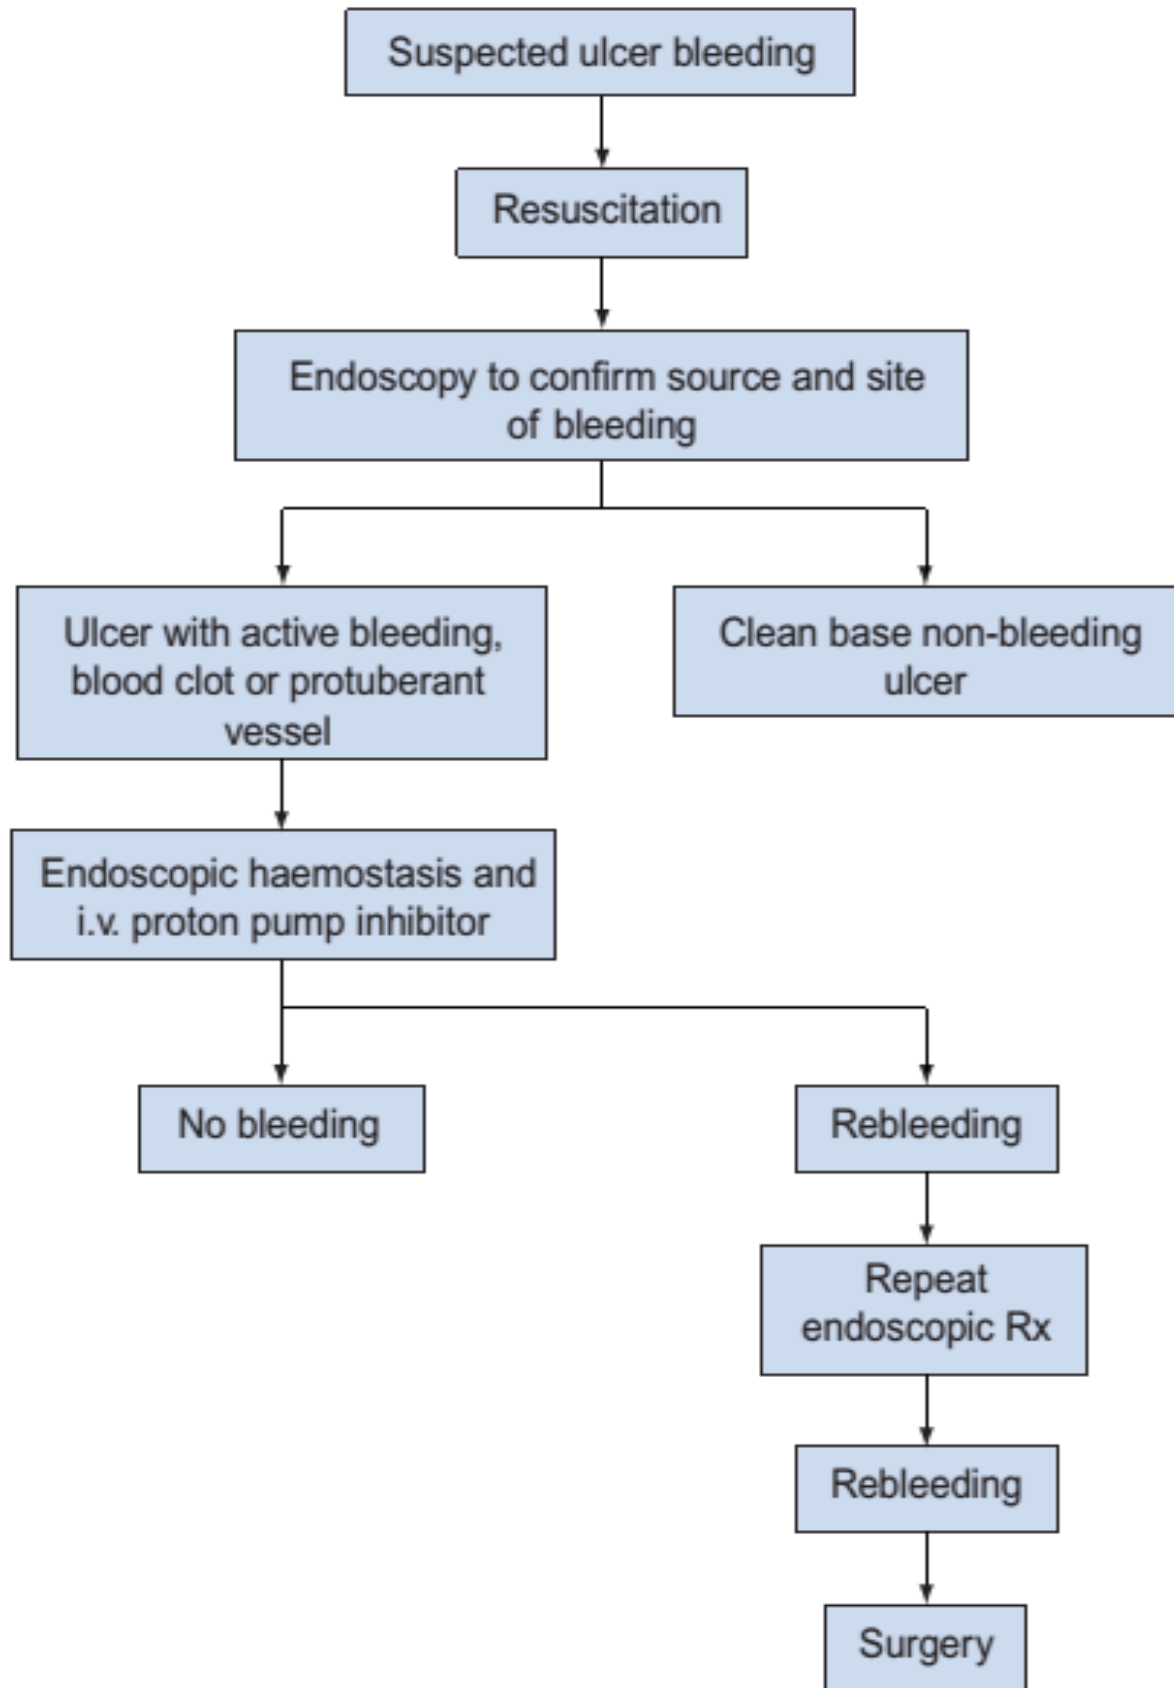 Suspected ulcer bleeding
Resuscitation
Endoscopy to confirm source and site
of bleeding
Ulcer with active bleeding,
blood clot or protuberant
vessel
Clean base non-bleeding
ulcer
Endoscopic haemostasis and
i.v. proton pump inhibitor
No bleeding
Rebleeding
Repeat
endoscopic Rx
Rebleeding
Surgery